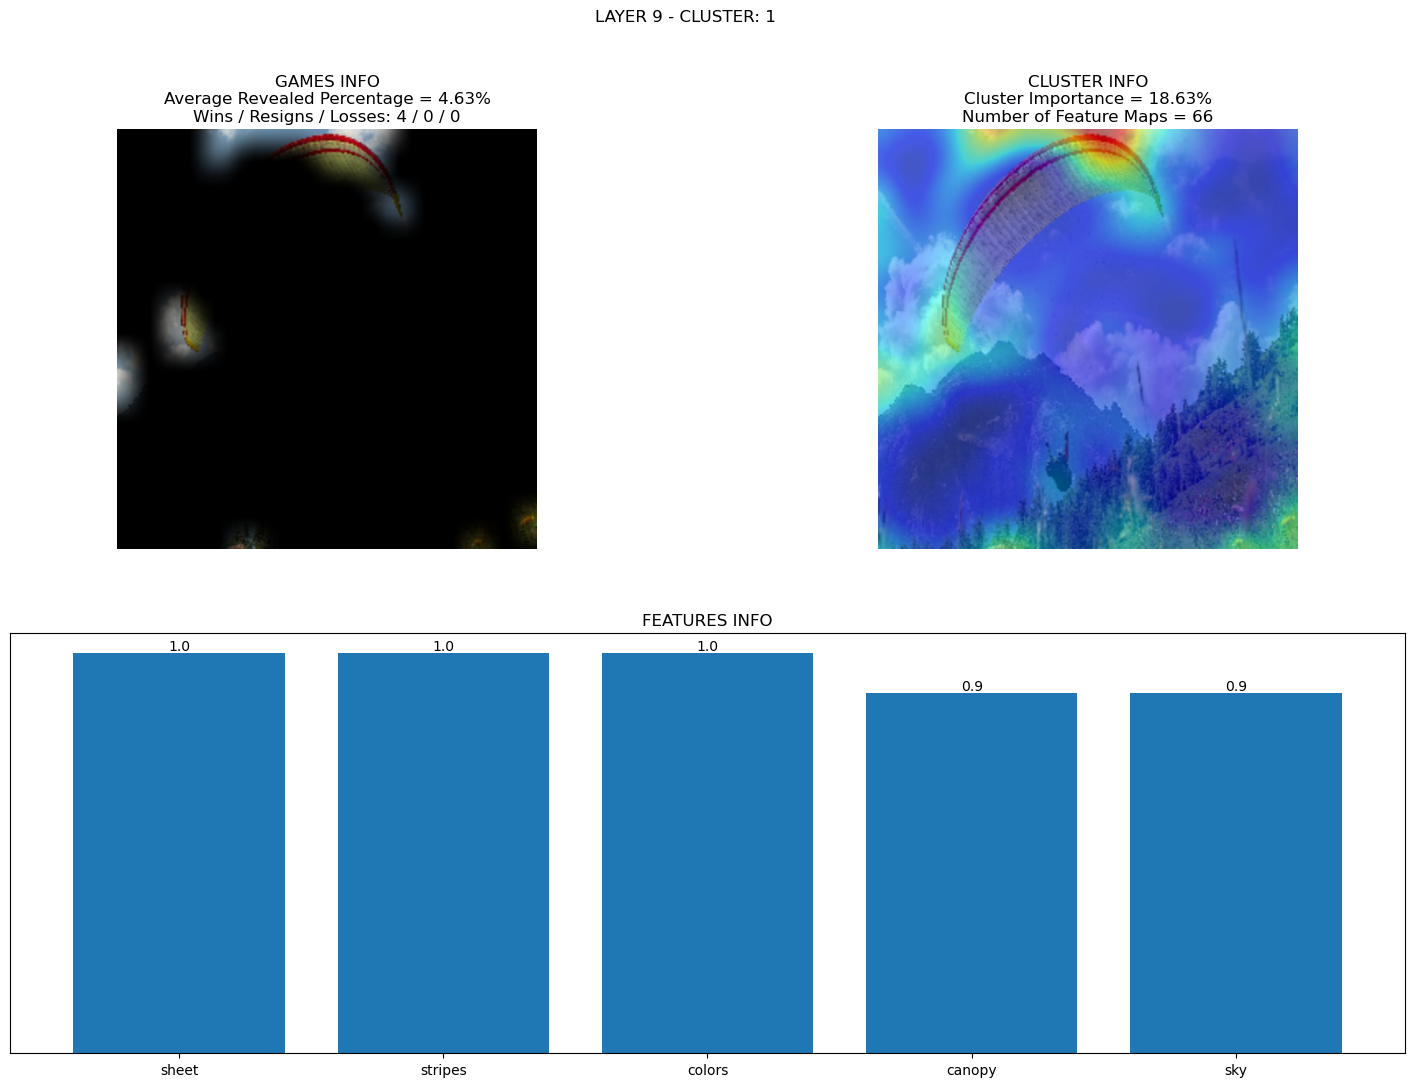 LAYER 9 - CLUSTER: 1
GAMES INFO
Average Revealed Percentage = 4.63%
Wins / Resigns / Losses: 4 / 0 / 0
CLUSTER INFO
Cluster Importance = 18.63%
Number of Feature Maps = 66
FEATURES INFO
1.0
1.0
1.0
0.9
0.9
sheet
stripes
colors
canopy
sky